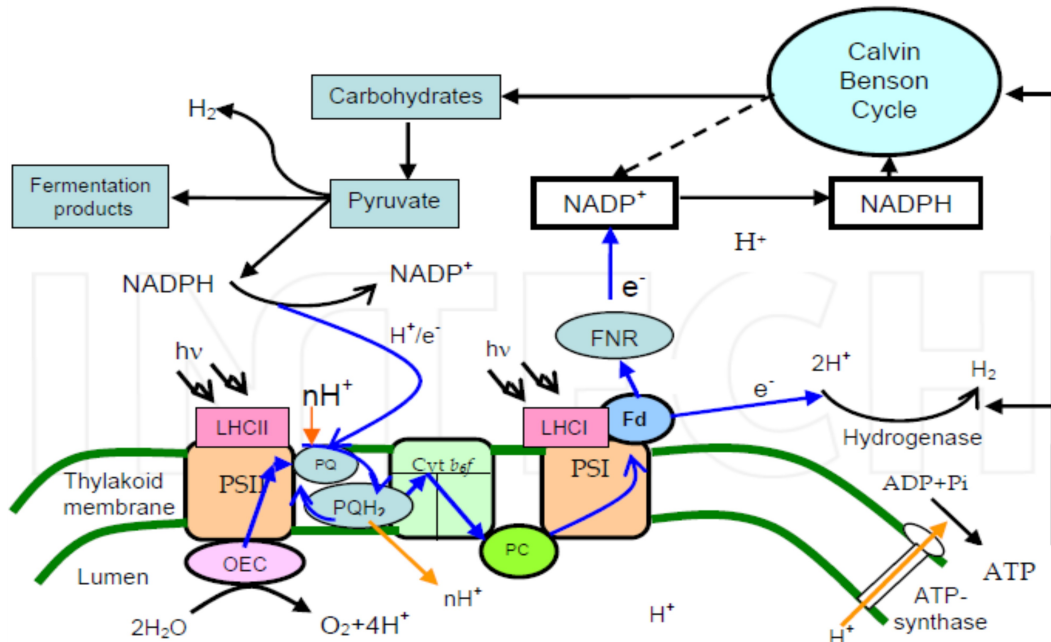 Calvin
Benson
Cycle
Carbohydrates
H₂
Fermentation
products
Pyruvate
NADP⁺
NADPH
H⁺
NADPH
NADP⁺
e⁻
H⁺/e⁻
FNR
hν
hν
2H⁺
H₂
nH⁺
e⁻
LHCII
LHCI
Fd
Hydrogenase
PQ
Cyt b₆f
PSII
PSI
Thylakoid
membrane
PQH₂
ADP+Pi
PC
OEC
Lumen
ATP
nH⁺
ATP-
synthase
2H₂O
O₂+4H⁺
H⁺
H⁺
INTECH